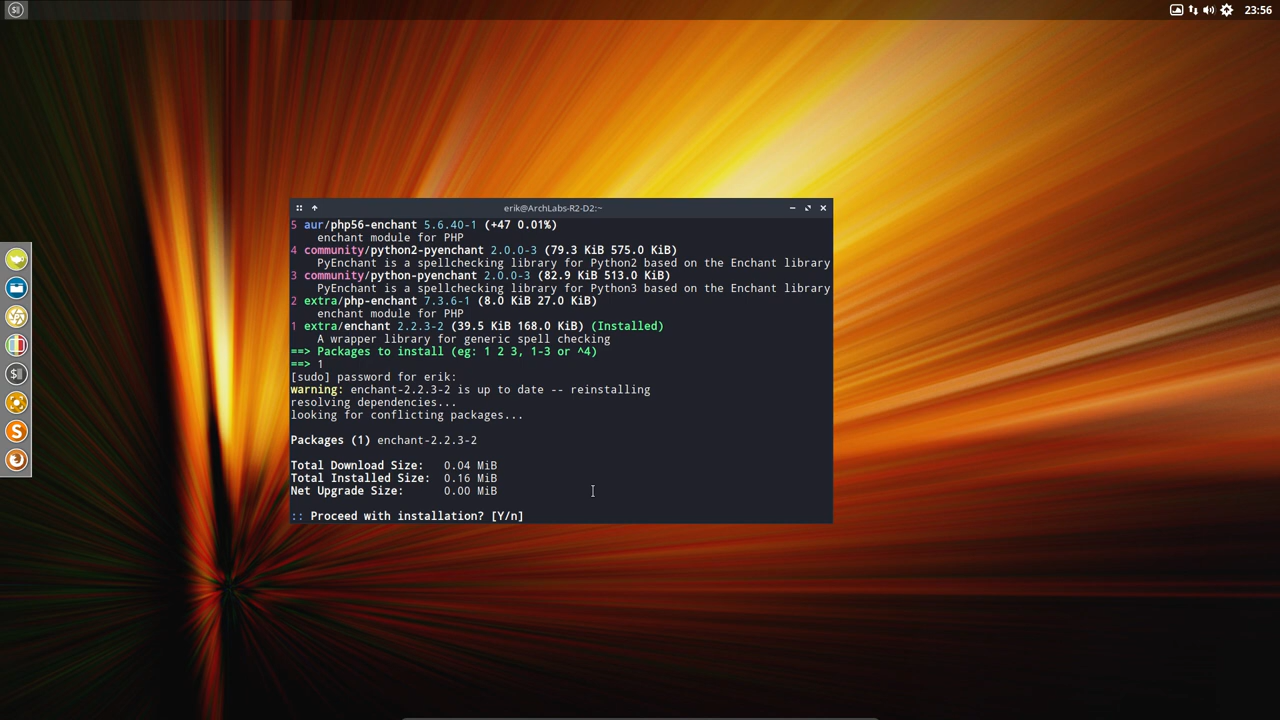 23:56
erik@ArchLabs-R2-D2:~
5 aur/php56-enchant 5.6.40-1 (+47 0.01%)
enchant module for PHP
4 community/python2-pyenchant 2.0.0-3 (79.3 KiB 575.0 KiB)
PyEnchant is a spellchecking library for Python2 based on the Enchant library
3 community/python-pyenchant 2.0.0-3 (82.9 KiB 513.0 KiB)
PyEnchant is a spellchecking library for Python3 based on the Enchant library
2 extra/php-enchant 7.3.6-1 (8.0 KiB 27.0 KiB)
enchant module for PHP
1 extra/enchant 2.2.3-2 (39.5 KiB 168.0 KiB) (Installed)
A wrapper library for generic spell checking
==> Packages to install (eg: 1 2 3, 1-3 or ^4)
==> 1
[sudo] password for erik:
warning: enchant-2.2.3-2 is up to date -- reinstalling
resolving dependencies...
looking for conflicting packages...
Packages (1) enchant-2.2.3-2
Total Download Size: 0.04 MiB
Total Installed Size: 0.16 MiB
Net Upgrade Size: 0.00 MiB
:: Proceed with installation? [Y/n]